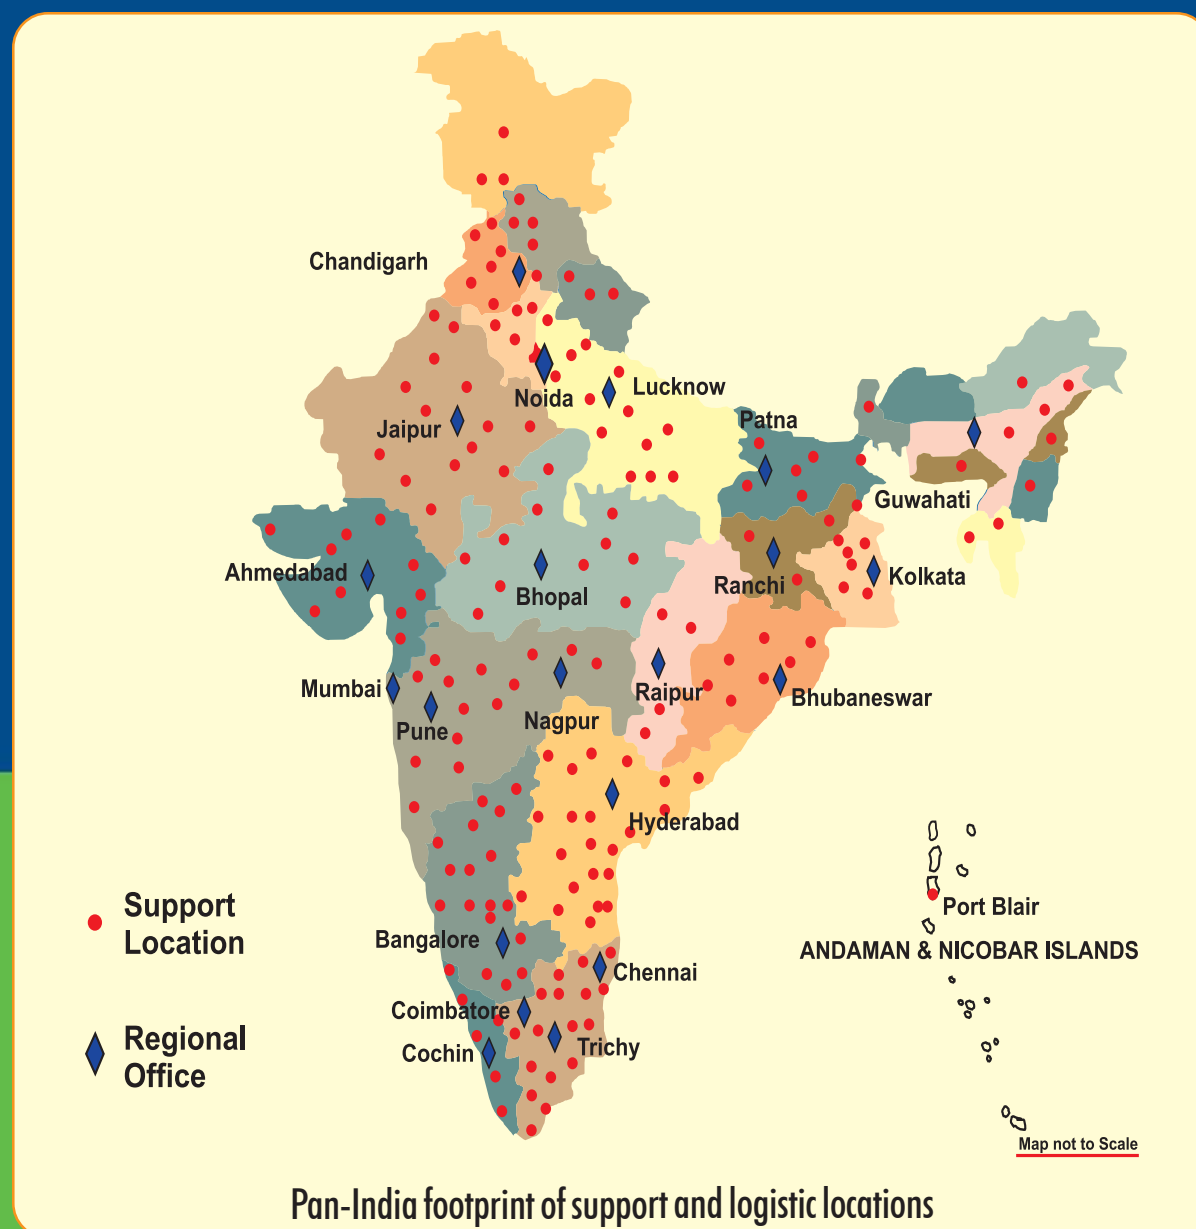 Chandigarh
Noida
Lucknow
Jaipur
Patna
Guwahati
Ahmedabad
Bhopal
Ranchi
Kolkata
Mumbai
Raipur
Bhubaneswar
Pune
Nagpur
Hyderabad
Support
Location
Port Blair
Bangalore
ANDAMAN & NICOBAR ISLANDS
Chennai
Coimbatore
Regional
Office
Cochin
Trichy
Map not to Scale
Pan-India footprint of support and logistic locations